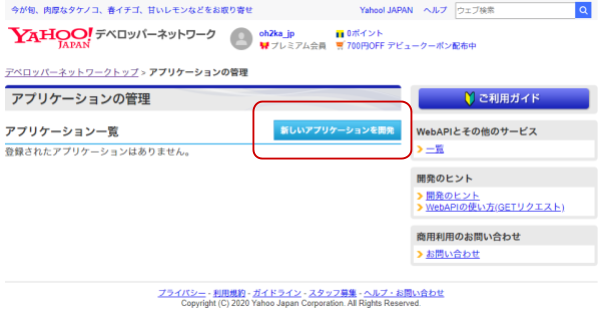 今が旬、肉厚なタケノコ、春イチゴ、甘いレモンなどをお取り寄せ
Yahoo! JAPAN ヘルプ ウェブ検索
YAHOO! JAPAN デベロッパーネットワーク
oh2ka_jp 0ポイント
プレミアム会員 700円OFF デビュークーポン配布中
デベロッパーネットワークトップ > アプリケーションの管理
アプリケーションの管理
アプリケーション一覧
新しいアプリケーションを開発
登録されたアプリケーションはありません。
ご利用ガイド
WebAPIとその他のサービス
一覧
開発のヒント
開発のヒント
WebAPIの使い方(GETリクエスト)
商用利用のお問い合わせ
お問い合わせ
プライバシー - 利用規約 - ガイドライン - スタッフ募集 - ヘルプ・お問い合わせ
Copyright (C) 2020 Yahoo Japan Corporation. All Rights Reserved.